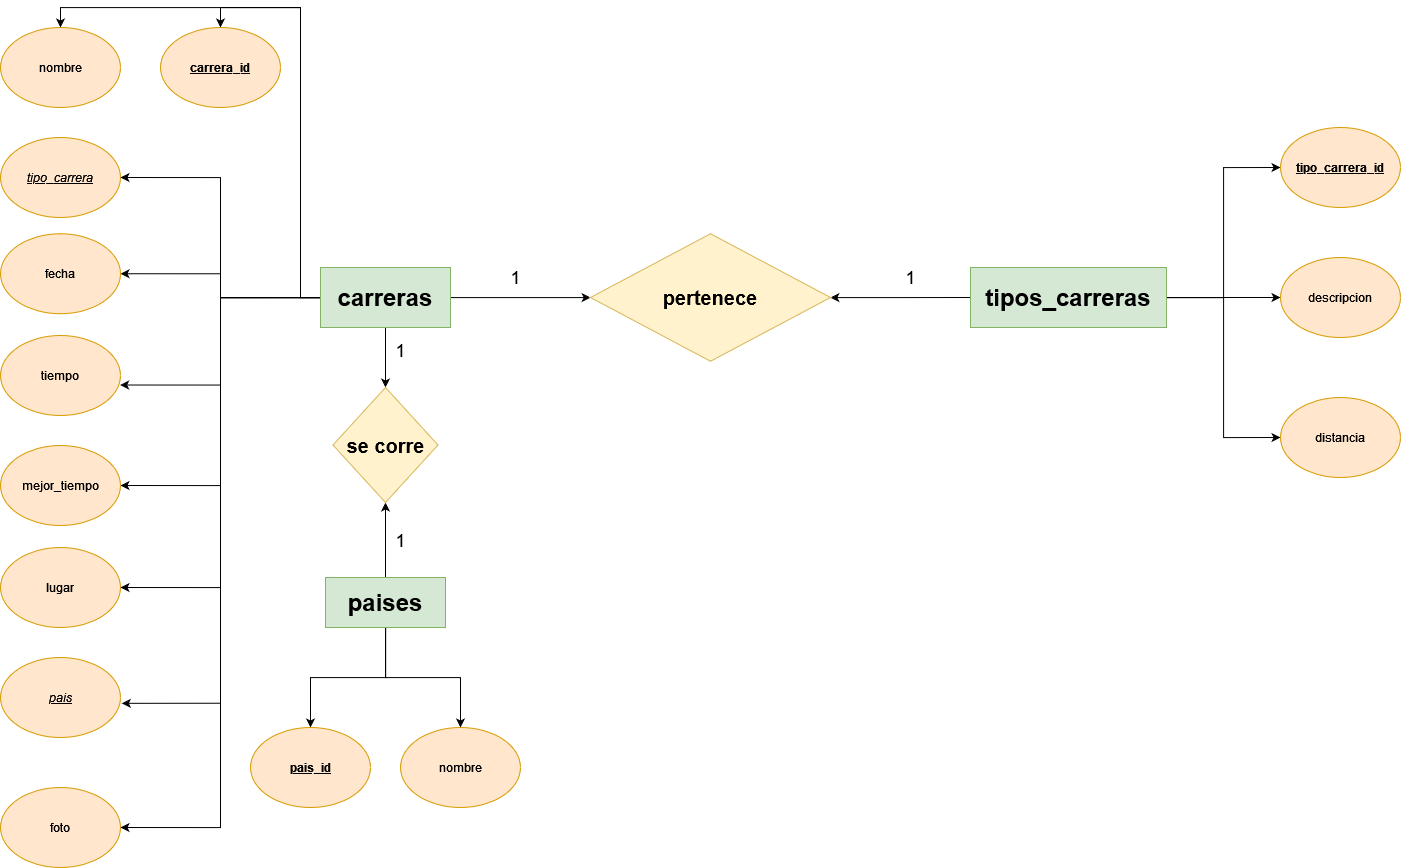 nombre
carrera_id
tipo_carrera
tipo_carrera_id
fecha
carreras
1
pertenece
1
tipos_carreras
descripcion
1
tiempo
se corre
distancia
mejor_tiempo
1
lugar
paises
pais
pais_id
nombre
foto